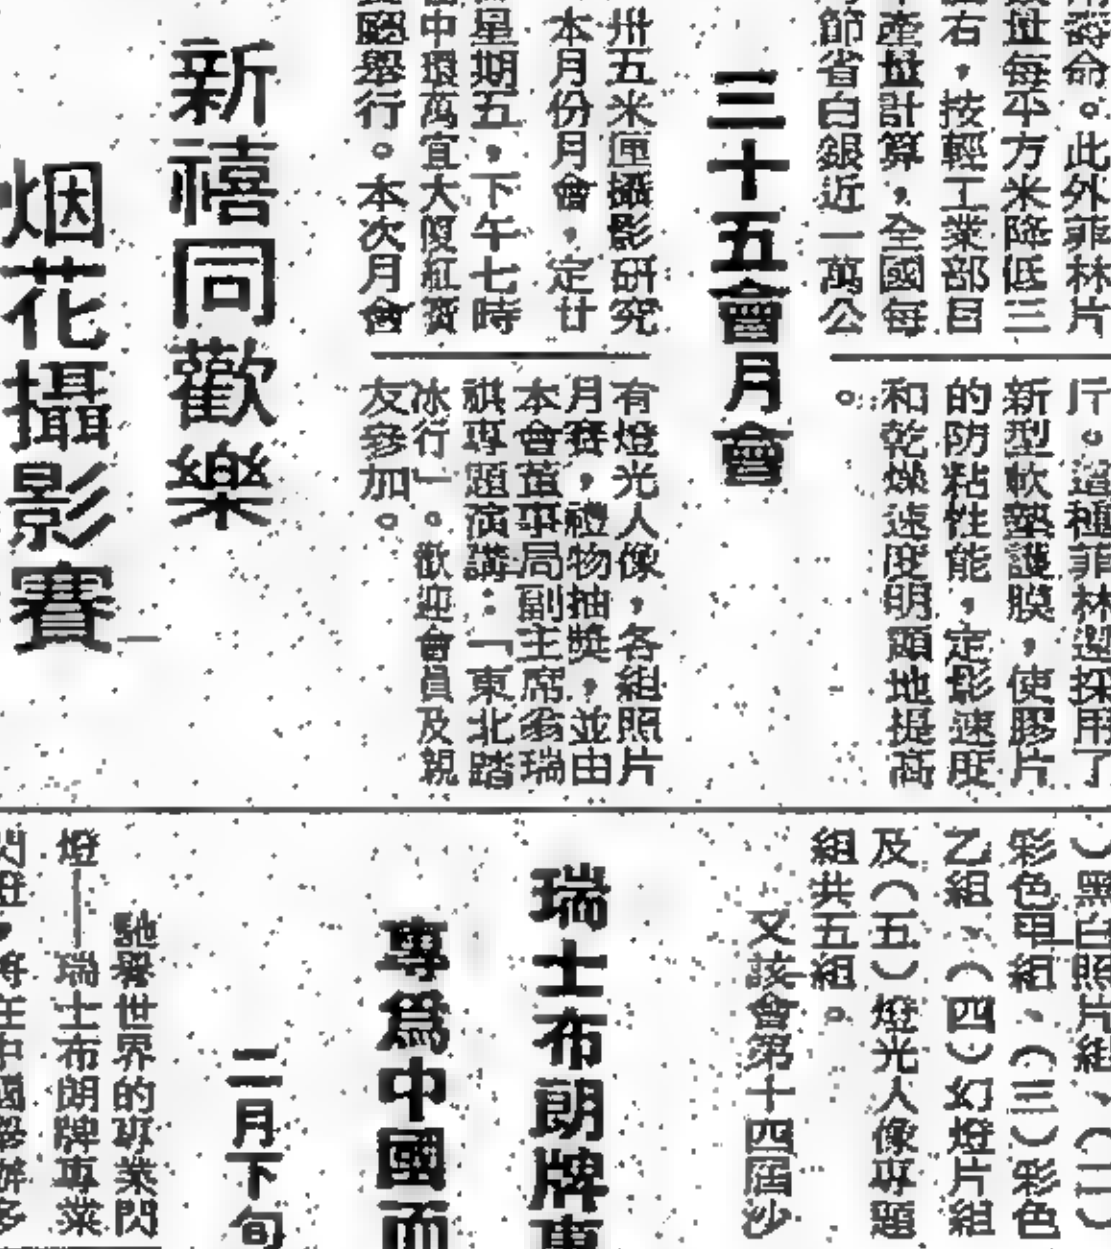 壽命。此外菲林片
量每平方米降低三
右，按輕工業部目
產量計算，全國每
節省白銀近一萬公
斤。這種菲林還採用了
新型軟墊護膜，使膠片
的防粘性能，定影速度
和乾燥速度明顯地提高
。
三十五會月會
卅五米厘攝影研究
本月份月會，定廿
星期五，下午七時
中環萬宜大廈紅寶
舉行。本次月會
有燈光人像，各組照片
月賽，禮物抽獎，並由
本會董事局副主席翁瑞
祺專題演講：「東北踏
冰行」。歡迎會員及親
友參加。
新禧同歡樂
烟花攝影賽
）黑白照片組、（二）
彩色甲組，（三）彩色
乙組，（四）幻燈片組
及（五）燈光人像專題
組共五組。
又該會第十四屆沙
瑞士布朗牌專
專為中國而
二月下旬
馳譽世界的專業閃
燈——瑞士布朗牌專業